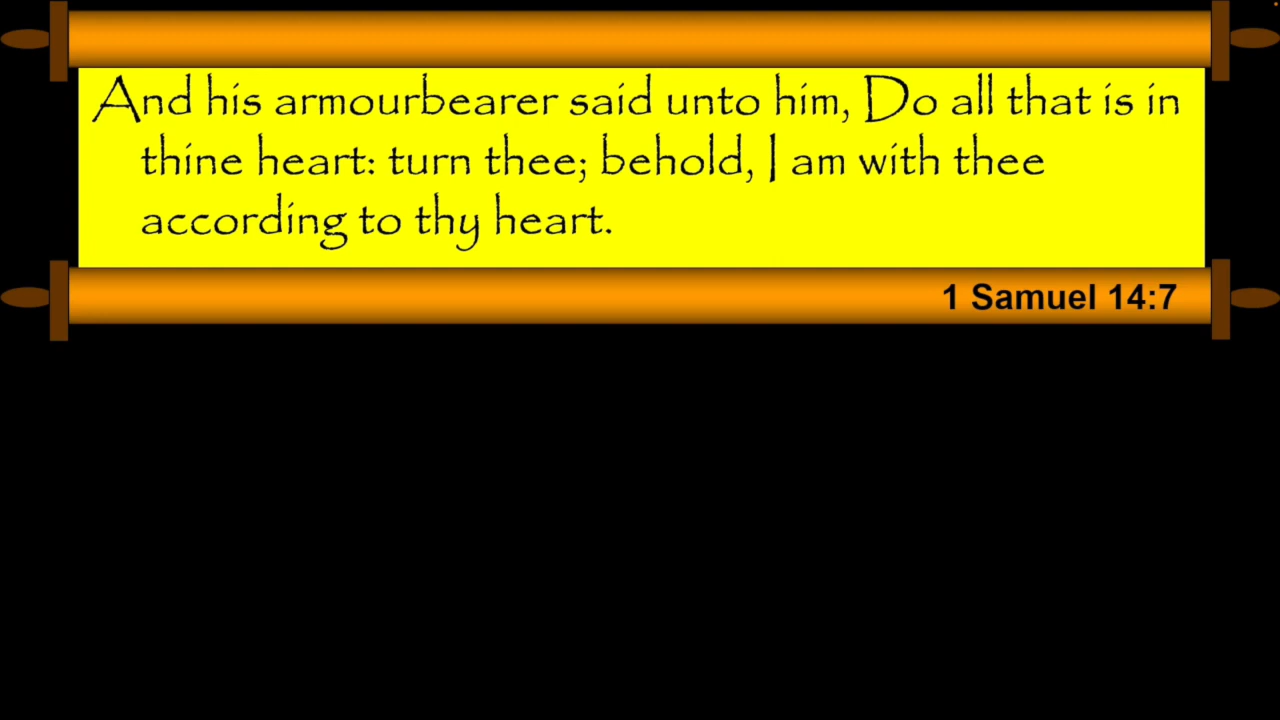 And his armourbearer said unto him, Do all that is in
thine heart: turn thee; behold, I am with thee
according to thy heart.
1 Samuel 14:7